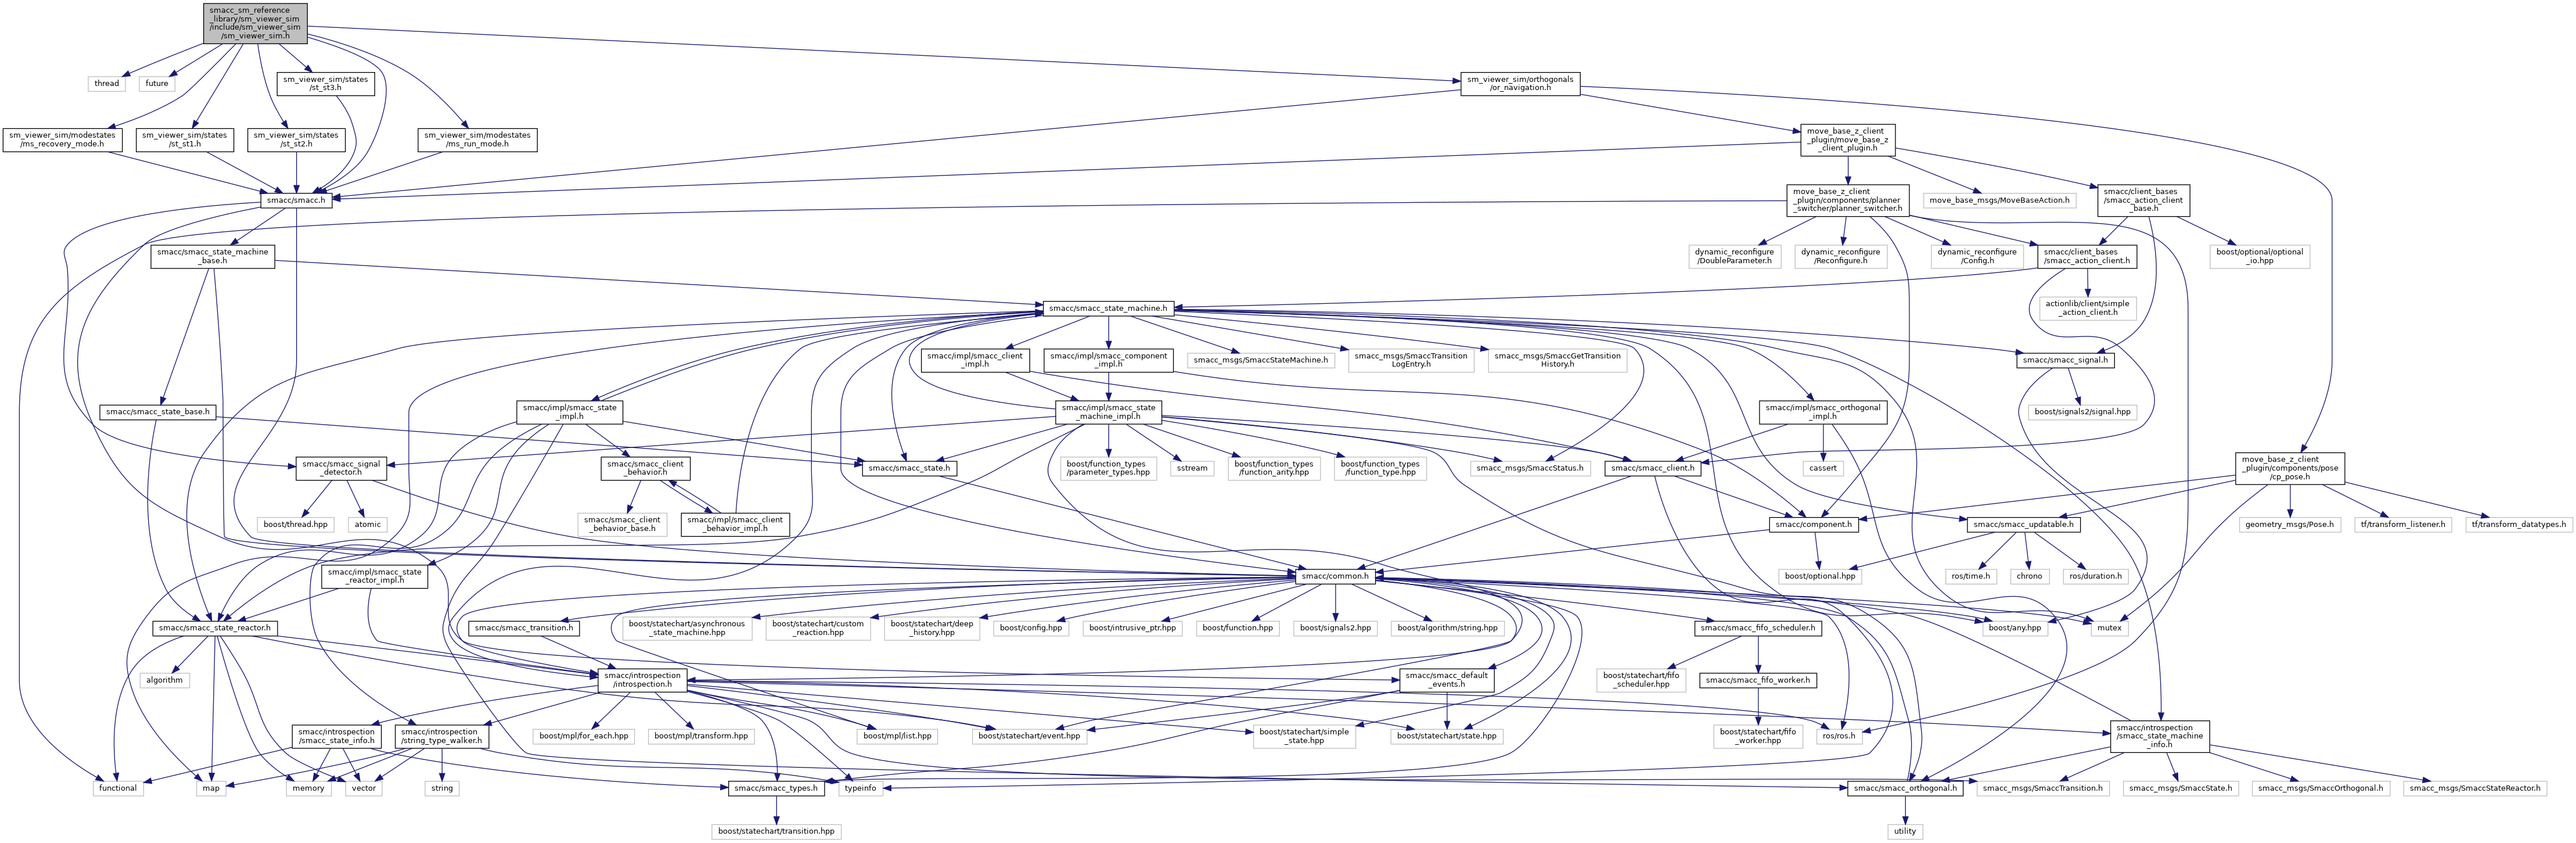 smacc_sm_reference
_library/sm_viewer_sim
/include/sm_viewer_sim
/sm_viewer_sim.h
thread
future
sm_viewer_sim/states
/st_st3.h
sm_viewer_sim/orthogonals
/or_navigation.h
sm_viewer_sim/modestates
/ms_recovery_mode.h
sm_viewer_sim/states
/st_st1.h
sm_viewer_sim/states
/st_st2.h
sm_viewer_sim/modestates
/ms_run_mode.h
move_base_z_client
_plugin/move_base_z
_client_plugin.h
smacc/smacc.h
move_base_z_client
_plugin/components/planner
_switcher/planner_switcher.h
move_base_msgs/MoveBaseAction.h
smacc/client_bases
/smacc_action_client
_base.h
smacc/smacc_state_machine
_base.h
dynamic_reconfigure
/DoubleParameter.h
dynamic_reconfigure
/Reconfigure.h
dynamic_reconfigure
/Config.h
smacc/client_bases
/smacc_action_client.h
boost/optional/optional
_io.hpp
smacc/smacc_state_machine.h
actionlib/client/simple
_action_client.h
smacc/impl/smacc_client
_impl.h
smacc/impl/smacc_component
_impl.h
smacc_msgs/SmaccStateMachine.h
smacc_msgs/SmaccTransition
LogEntry.h
smacc_msgs/SmaccGetTransition
History.h
smacc/smacc_signal.h
smacc/smacc_state_base.h
smacc/impl/smacc_state
_impl.h
smacc/impl/smacc_state
_machine_impl.h
smacc/impl/smacc_orthogonal
_impl.h
boost/signals2/signal.hpp
smacc/smacc_signal
_detector.h
smacc/smacc_client
_behavior.h
smacc/smacc_state.h
boost/function_types
/parameter_types.hpp
sstream
boost/function_types
/function_arity.hpp
boost/function_types
/function_type.hpp
smacc_msgs/SmaccStatus.h
smacc/smacc_client.h
cassert
move_base_z_client
_plugin/components/pose
/cp_pose.h
boost/thread.hpp
atomic
smacc/smacc_client
_behavior_base.h
smacc/impl/smacc_client
_behavior_impl.h
smacc/component.h
smacc/smacc_updatable.h
geometry_msgs/Pose.h
tf/transform_listener.h
tf/transform_datatypes.h
smacc/impl/smacc_state
_reactor_impl.h
smacc/common.h
boost/optional.hpp
ros/time.h
chrono
ros/duration.h
smacc/smacc_state_reactor.h
smacc/smacc_transition.h
boost/statechart/asynchronous
_state_machine.hpp
boost/statechart/custom
_reaction.hpp
boost/statechart/deep
_history.hpp
boost/config.hpp
boost/intrusive_ptr.hpp
boost/function.hpp
boost/signals2.hpp
boost/algorithm/string.hpp
smacc/smacc_fifo_scheduler.h
boost/any.hpp
mutex
algorithm
smacc/introspection
/introspection.h
smacc/smacc_default
_events.h
boost/statechart/fifo
_scheduler.hpp
smacc/smacc_fifo_worker.h
smacc/introspection
/smacc_state_info.h
smacc/introspection
/string_type_walker.h
boost/mpl/for_each.hpp
boost/mpl/transform.hpp
boost/mpl/list.hpp
boost/statechart/event.hpp
boost/statechart/simple
_state.hpp
boost/statechart/state.hpp
boost/statechart/fifo
_worker.hpp
ros/ros.h
smacc/introspection
/smacc_state_machine
_info.h
functional
map
memory
vector
string
smacc/smacc_types.h
typeinfo
smacc/smacc_orthogonal.h
smacc_msgs/SmaccTransition.h
smacc_msgs/SmaccState.h
smacc_msgs/SmaccOrthogonal.h
smacc_msgs/SmaccStateReactor.h
boost/statechart/transition.hpp
utility